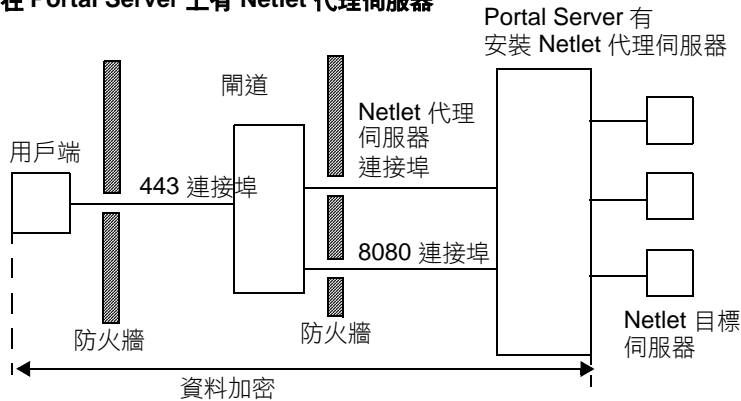 在 Portal Server 上有 Netlet 代理伺服器
Portal Server 有
安裝 Netlet 代理伺服器
閘道
Netlet 代理
伺服器
連接埠
用戶端
443 連接埠
8080 連接埠
防火牆
防火牆
Netlet 目標
伺服器
資料加密